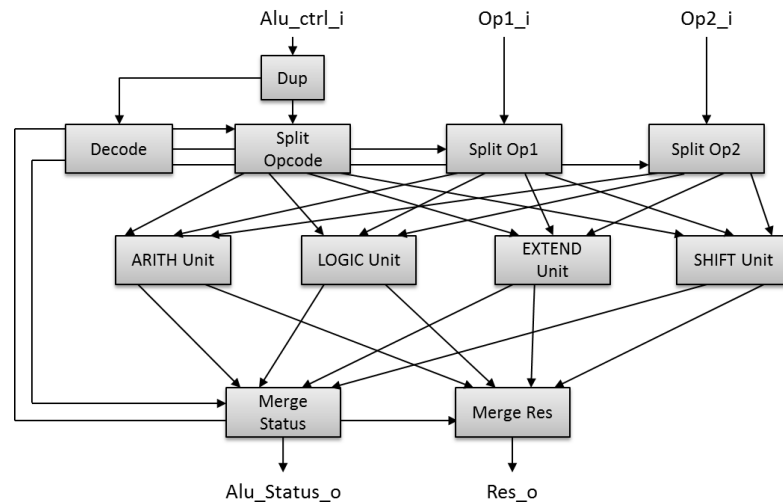 Alu_ctrl_i
Op1_i
Op2_i
Dup
Decode
Split
Opcode
Split Op1
Split Op2
ARITH Unit
LOGIC Unit
EXTEND
Unit
SHIFT Unit
Merge
Status
Merge Res
Alu_Status_o
Res_o